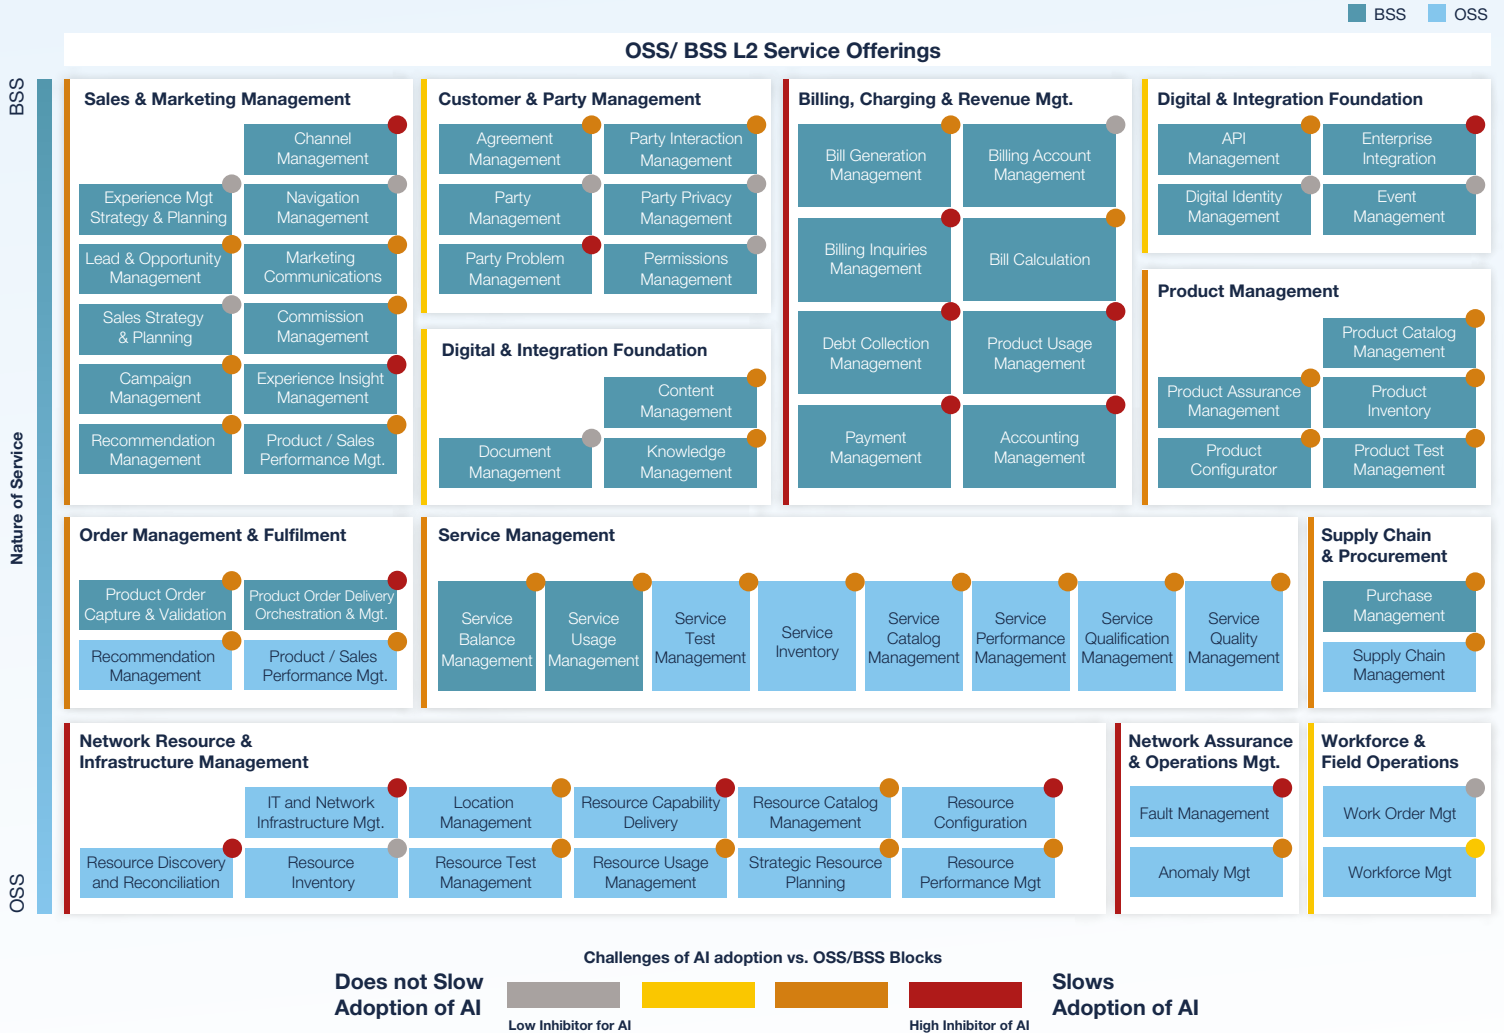 BSS
OSS
OSS/ BSS L2 Service Offerings
BSS
Nature of Service
OSS
Sales & Marketing Management
Channel
Management
Experience Mgt
Strategy & Planning
Navigation
Management
Lead & Opportunity
Management
Marketing
Communications
Sales Strategy
& Planning
Commission
Management
Campaign
Management
Experience Insight
Management
Recommendation
Management
Product / Sales
Performance Mgt.
Customer & Party Management
Agreement
Management
Party Interaction
Management
Party
Management
Party Privacy
Management
Party Problem
Management
Permissions
Management
Digital & Integration Foundation
Content
Management
Document
Management
Knowledge
Management
Billing, Charging & Revenue Mgt.
Bill Generation
Management
Billing Account
Management
Billing Inquiries
Management
Bill Calculation
Debt Collection
Management
Product Usage
Management
Payment
Management
Accounting
Management
Digital & Integration Foundation
API
Management
Enterprise
Integration
Digital Identity
Management
Event
Management
Product Management
Product Catalog
Management
Product Assurance
Management
Product
Inventory
Product
Configurator
Product Test
Management
Order Management & Fulfilment
Product Order
Capture & Validation
Product Order Delivery
Orchestration & Mgt.
Recommendation
Management
Product / Sales
Performance Mgt.
Service Management
Service
Balance
Management
Service
Usage
Management
Service
Test
Management
Service
Inventory
Service
Catalog
Management
Service
Performance
Management
Service
Qualification
Management
Service
Quality
Management
Supply Chain
& Procurement
Purchase
Management
Supply Chain
Management
Network Resource &
Infrastructure Management
IT and Network
Infrastructure Mgt.
Location
Management
Resource Capability
Delivery
Resource Catalog
Management
Resource
Configuration
Resource Discovery
and Reconciliation
Resource
Inventory
Resource Test
Management
Resource Usage
Management
Strategic Resource
Planning
Resource
Performance Mgt
Network Assurance
& Operations Mgt.
Fault Management
Anomaly Mgt
Workforce &
Field Operations
Work Order Mgt
Workforce Mgt
Challenges of AI adoption vs. OSS/BSS Blocks
Does not Slow
Adoption of AI
Low Inhibitor for AI
High Inhibitor of AI
Slows
Adoption of AI